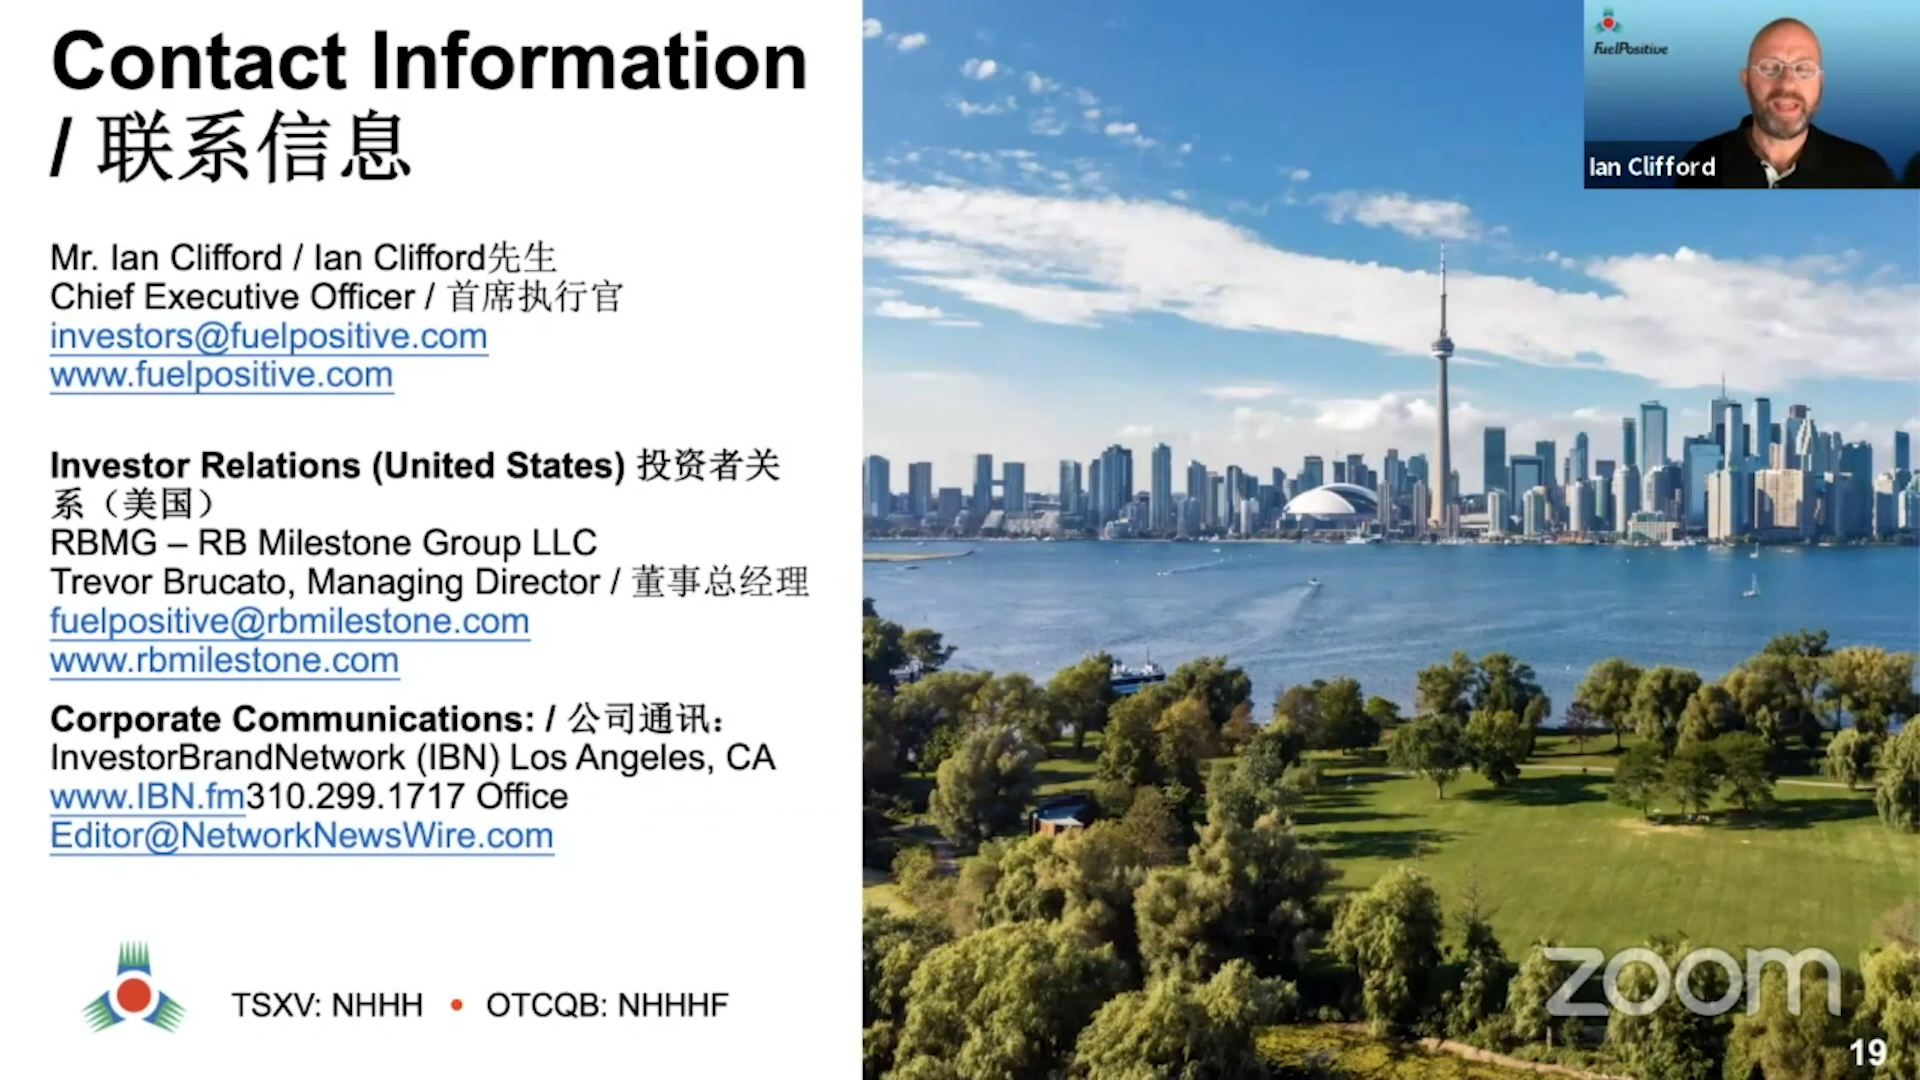 Contact Information
/ 联系信息
Mr. Ian Clifford / Ian Clifford先生
Chief Executive Officer / 首席执行官
investors@fuelpositive.com
www.fuelpositive.com
Investor Relations (United States) 投资者关
系（美国）
RBMG – RB Milestone Group LLC
Trevor Brucato, Managing Director / 董事总经理
fuelpositive@rbmilestone.com
www.rbmilestone.com
Corporate Communications: / 公司通讯：
InvestorBrandNetwork (IBN) Los Angeles, CA
www.IBN.fm310.299.1717 Office
Editor@NetworkNewsWire.com
TSXV: NHHH • OTCQB: NHHHF
FuelPositive
Ian Clifford
zoom
19